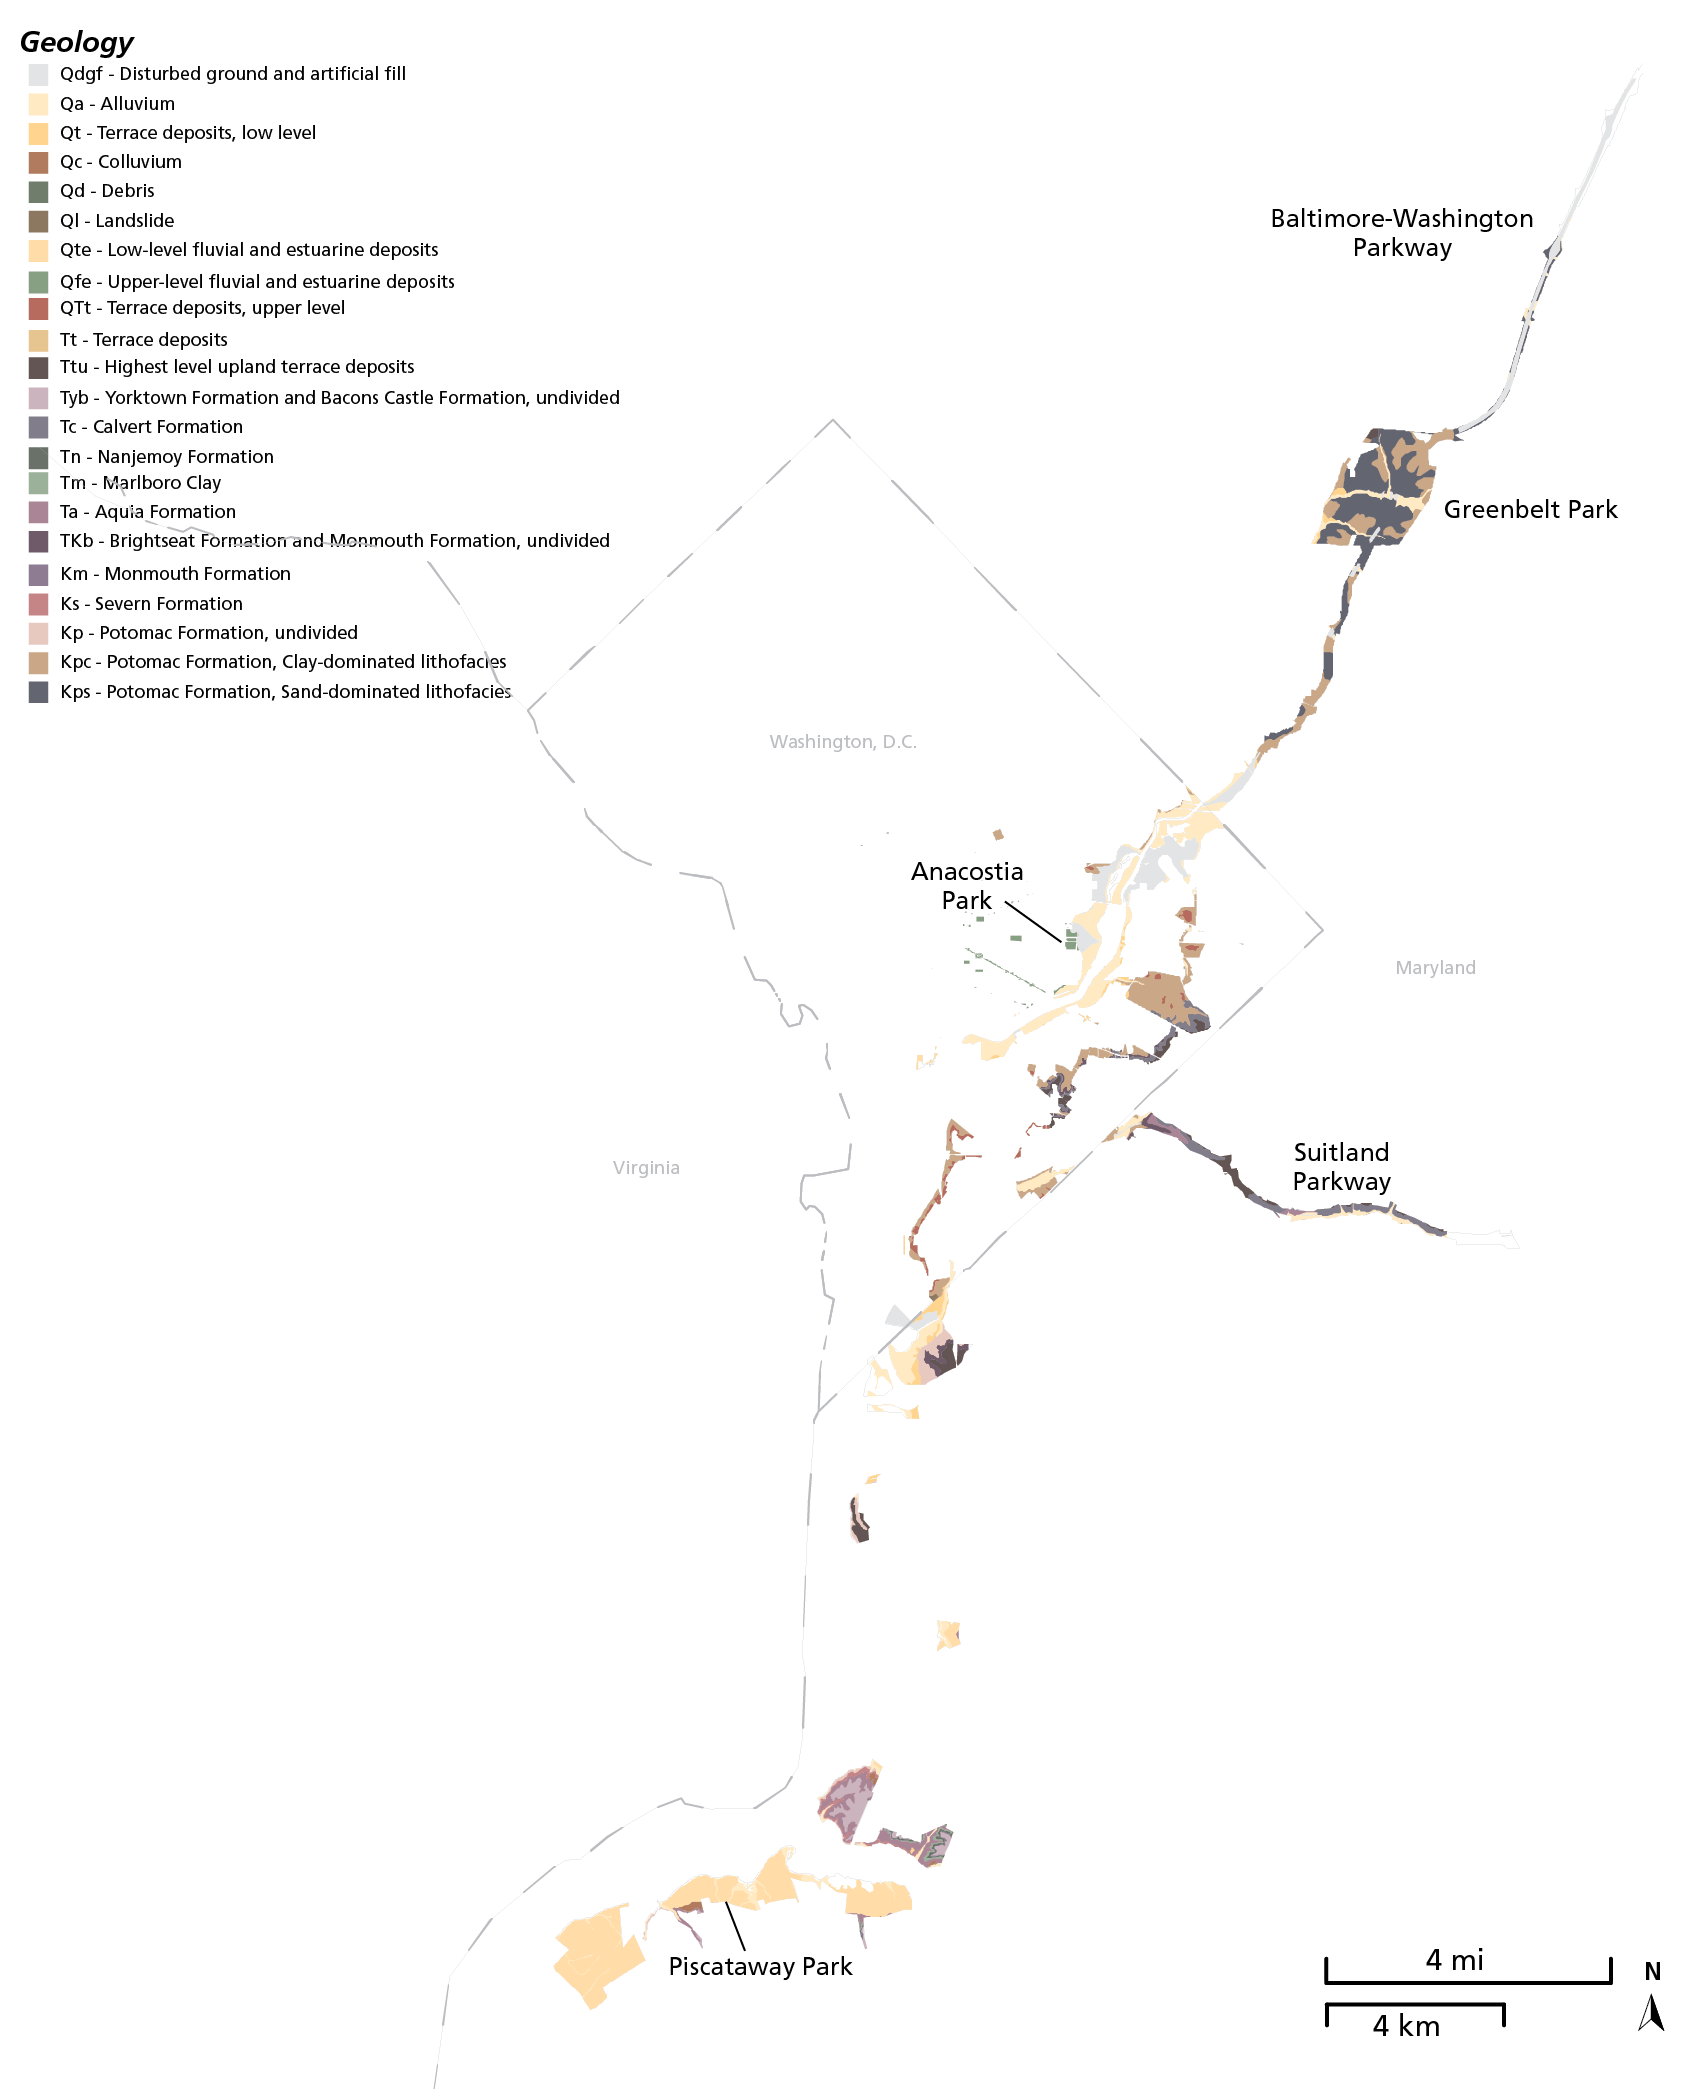 Geology
Qdgf - Disturbed ground and artificial fill
Qa - Alluvium
Qt - Terrace deposits, low level
Qc - Colluvium
Qd - Debris
Ql - Landslide
Qte - Low-level fluvial and estuarine deposits
Qfe - Upper-level fluvial and estuarine deposits
QTt - Terrace deposits, upper level
Tt - Terrace deposits
Ttu - Highest level upland terrace deposits
Tyb - Yorktown Formation and Bacons Castle Formation, undivided
Tc - Calvert Formation
Tn - Nanjemoy Formation
Tm - Marlboro Clay
Ta - Aquia Formation
TKb - Brightseat Formation and Monmouth Formation, undivided
Km - Monmouth Formation
Ks - Severn Formation
Kp - Potomac Formation, undivided
Kpc - Potomac Formation, Clay-dominated lithofacies
Kps - Potomac Formation, Sand-dominated lithofacies
Baltimore-Washington
Parkway
Greenbelt Park
Washington, D.C.
Anacostia
Park
Maryland
Virginia
Suitland
Parkway
Piscataway Park
4 mi
4 km
N